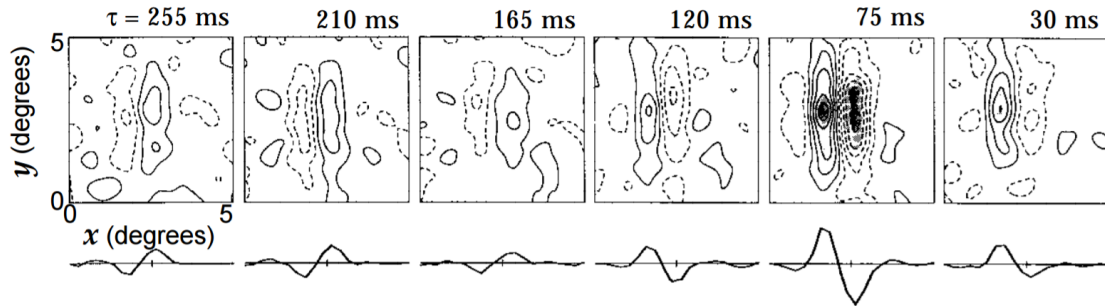 τ = 255 ms 210 ms 165 ms 120 ms 75 ms 30 ms
5
y (degrees)
0
0 5
x (degrees)